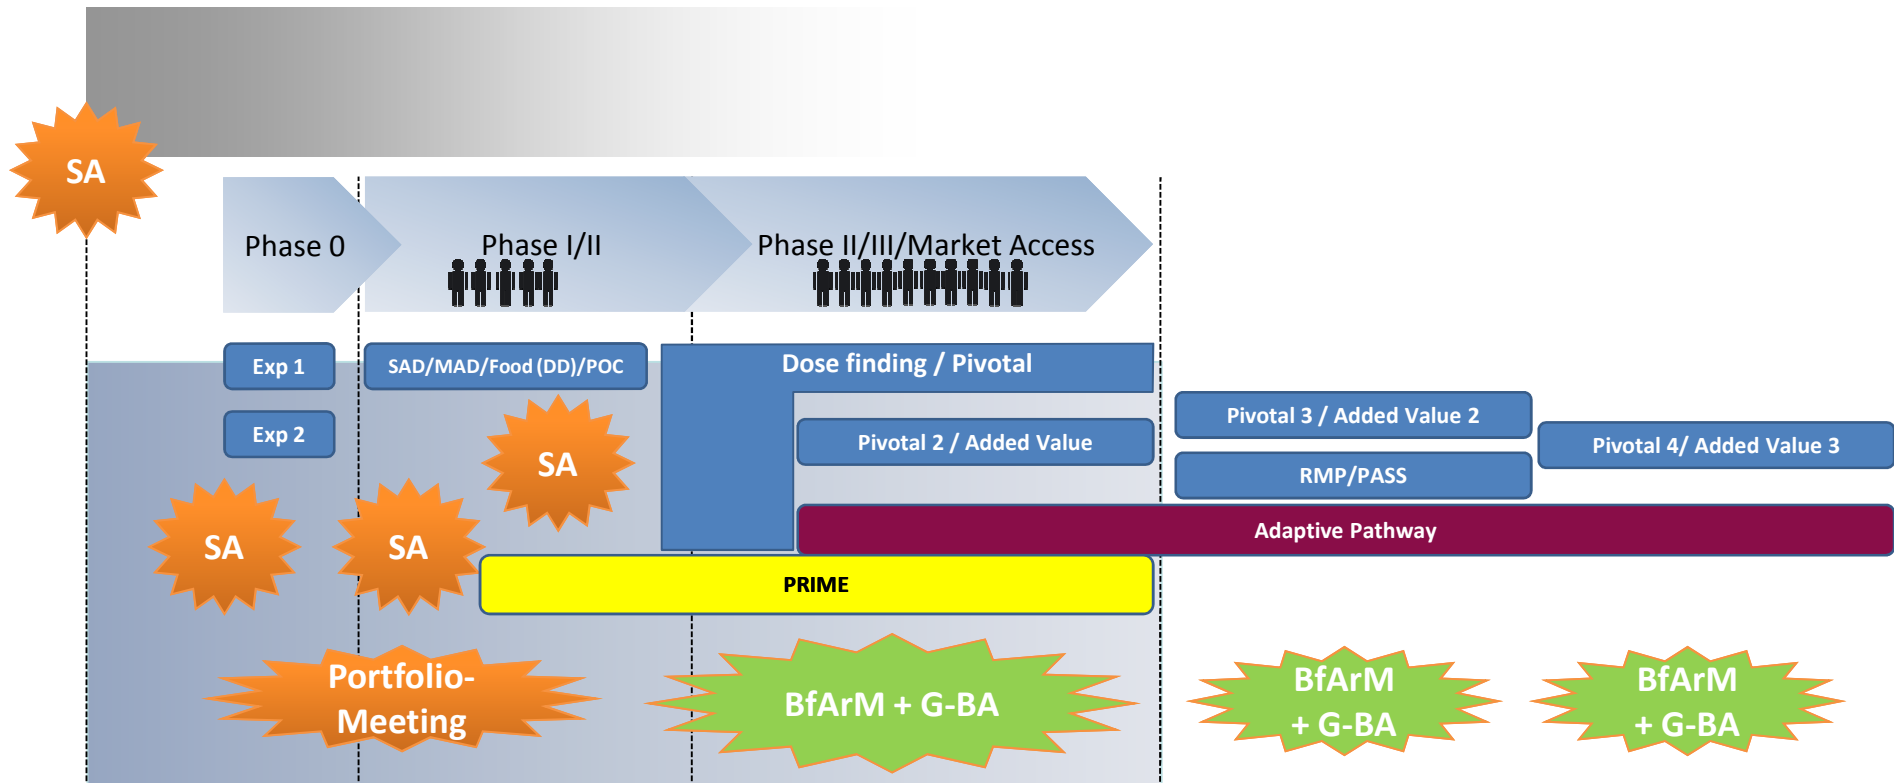 SA
Phase 0
Phase I/II
Phase II/III/Market Access
Exp 1
SAD/MAD/Food (DD)/POC
Dose finding / Pivotal
Exp 2
Pivotal 2 / Added Value
Pivotal 3 / Added Value 2
Pivotal 4/ Added Value 3
RMP/PASS
SA
SA
SA
Adaptive Pathway
PRIME
Portfolio-
Meeting
BfArM + G-BA
BfArM
+ G-BA
BfArM
+ G-BA